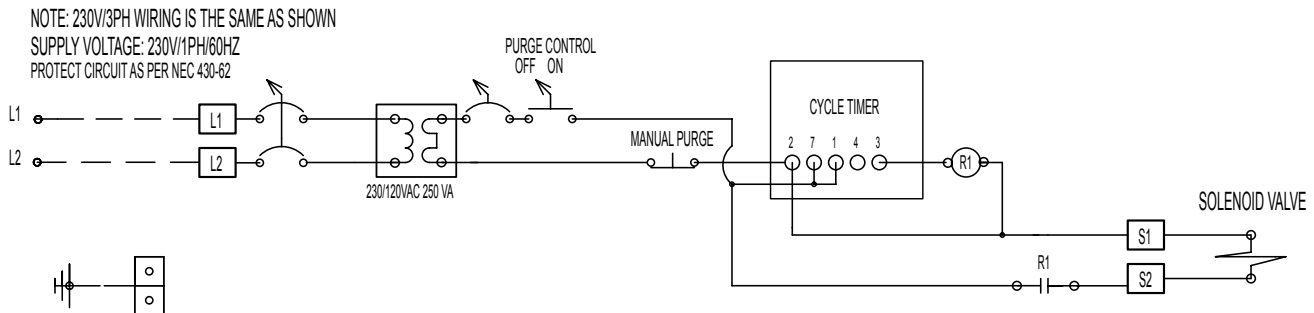 NOTE: 230V/3PH WIRING IS THE SAME AS SHOWN
SUPPLY VOLTAGE: 230V/1PH/60HZ
PROTECT CIRCUIT AS PER NEC 430-62
PURGE CONTROL
OFF ON
CYCLE TIMER
L1
L1
MANUAL PURGE
2 7 1 4 3
L2
L2
R1
230/120VAC 250 VA
SOLENOID VALVE
S1
R1
S2